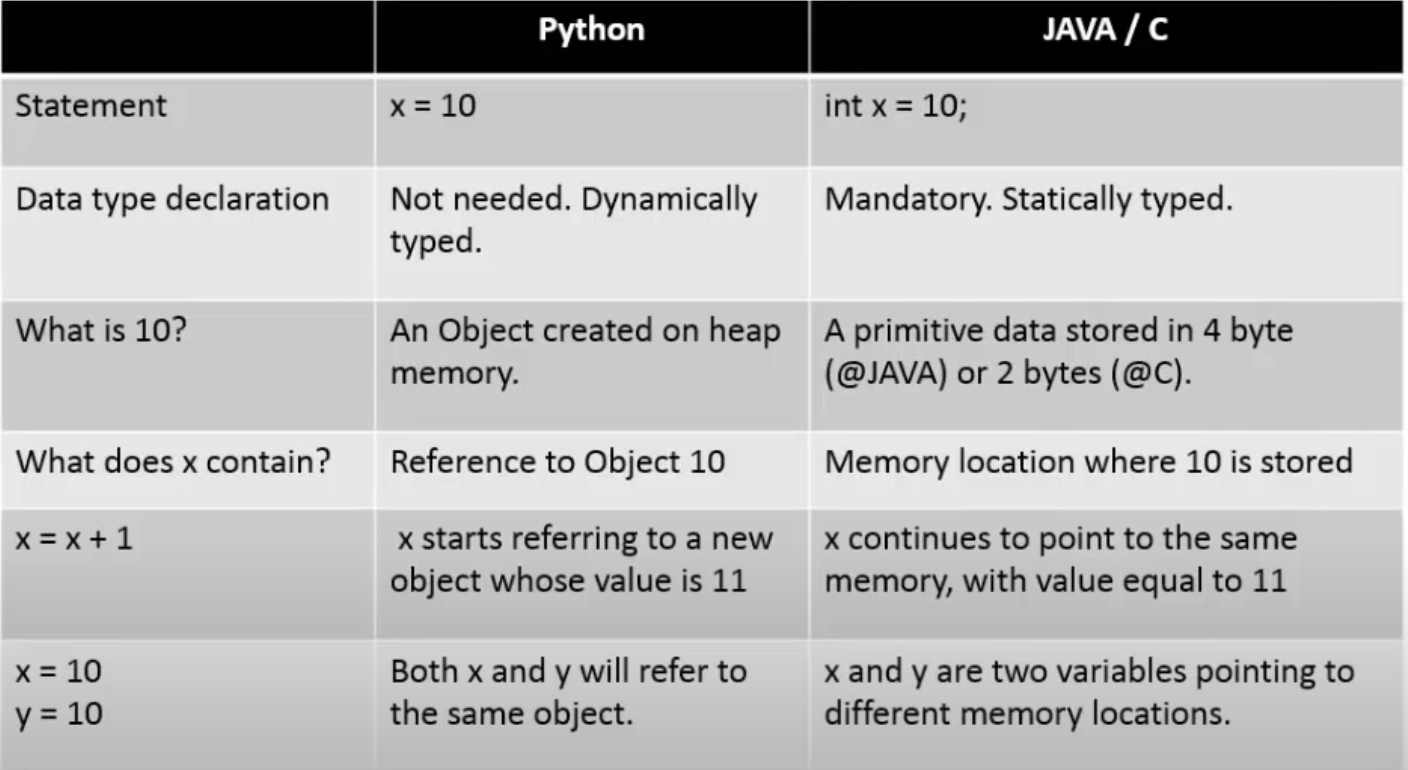 Python
JAVA / C
Statement
x = 10
int x = 10;
Data type declaration
Not needed. Dynamically
typed.
Mandatory. Statically typed.
What is 10?
An Object created on heap
memory.
A primitive data stored in 4 byte
(@JAVA) or 2 bytes (@C).
What does x contain?
Reference to Object 10
Memory location where 10 is stored
x = x + 1
x starts referring to a new
object whose value is 11
x continues to point to the same
memory, with value equal to 11
x = 10
y = 10
Both x and y will refer to
the same object.
x and y are two variables pointing to
different memory locations.